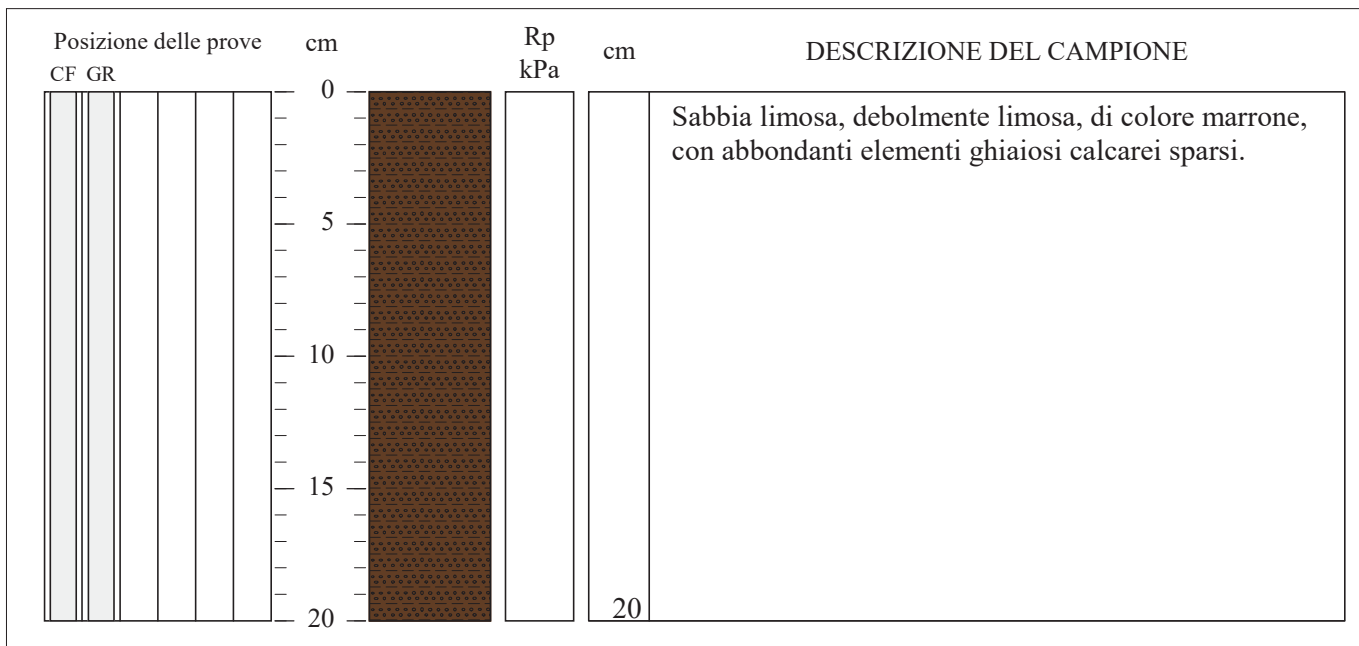 Posizione delle prove
cm
Rp
kPa
cm
DESCRIZIONE DEL CAMPIONE
CF GR
0
Sabbia limosa, debolmente limosa, di colore marrone,
con abbondanti elementi ghiaiosi calcarei sparsi.
5
10
15
20
20